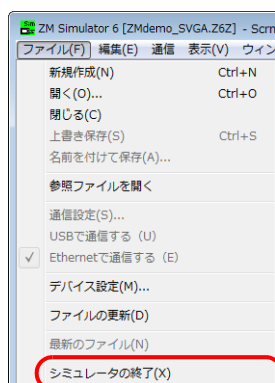 ZM Simulator 6 [ZMdemo_SVGA.Z6Z] - Scrn
ファイル(F) 編集(E) 通信 表示(V) ウィン
新規作成(N) Ctrl+N
開く(O)... Ctrl+O
閉じる(C)
上書き保存(S) Ctrl+S
名前を付けて保存(A)...
参照ファイルを開く
通信設定(S)...
USBで通信する (U)
Ethernetで通信する (E)
デバイス設定(M)...
ファイルの更新(D)
最新のファイル(N)
シミュレータの終了(X)